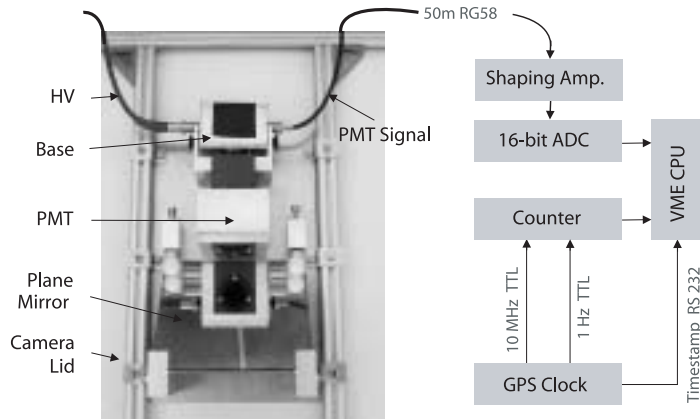 50m RG58
HV
Base
PMT
Plane
Mirror
Camera
Lid
PMT Signal
Shaping Amp.
16-bit ADC
VME CPU
Counter
10 MHz TTL
1 Hz TTL
Timestamp RS 232
GPS Clock